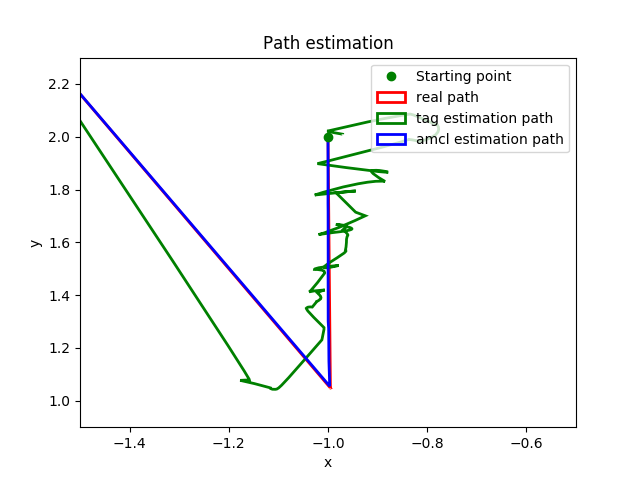 Path estimation
Starting point
real path
tag estimation path
amcl estimation path
y
2.2
2.0
1.8
1.6
1.4
1.2
1.0
−1.4
−1.2
−1.0
−0.8
−0.6
x